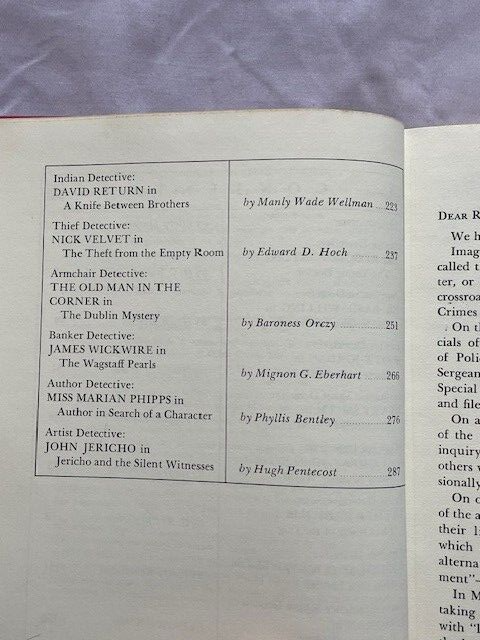 Indian Detective:
DAVID RETURN in
A Knife Between Brothers
by Manly Wade Wellman ...223
Thief Detective:
NICK VELVET in
The Theft from the Empty Room
by Edward D. Hoch ..........237
Armchair Detective:
THE OLD MAN IN THE
CORNER in
The Dublin Mystery
by Baroness Orczy ............251
Banker Detective:
JAMES WICKWIRE in
The Wagstaff Pearls
by Mignon G. Eberhart ......266
Author Detective:
MISS MARIAN PHIPPS in
Author in Search of a Character
by Phyllis Bentley ............276
Artist Detective:
JOHN JERICHO in
Jericho and the Silent Witnesses
by Hugh Pentecost .............287
DEAR R
We h
Imag
called t
ter, or
crossroa
Crimes
On th
cials of
of Polic
Sergean
Special
and file
On a
of the
inquiry
others w
sionally
On o
of the a
their li
which
alterna
ment"–
In M
taking
with "I